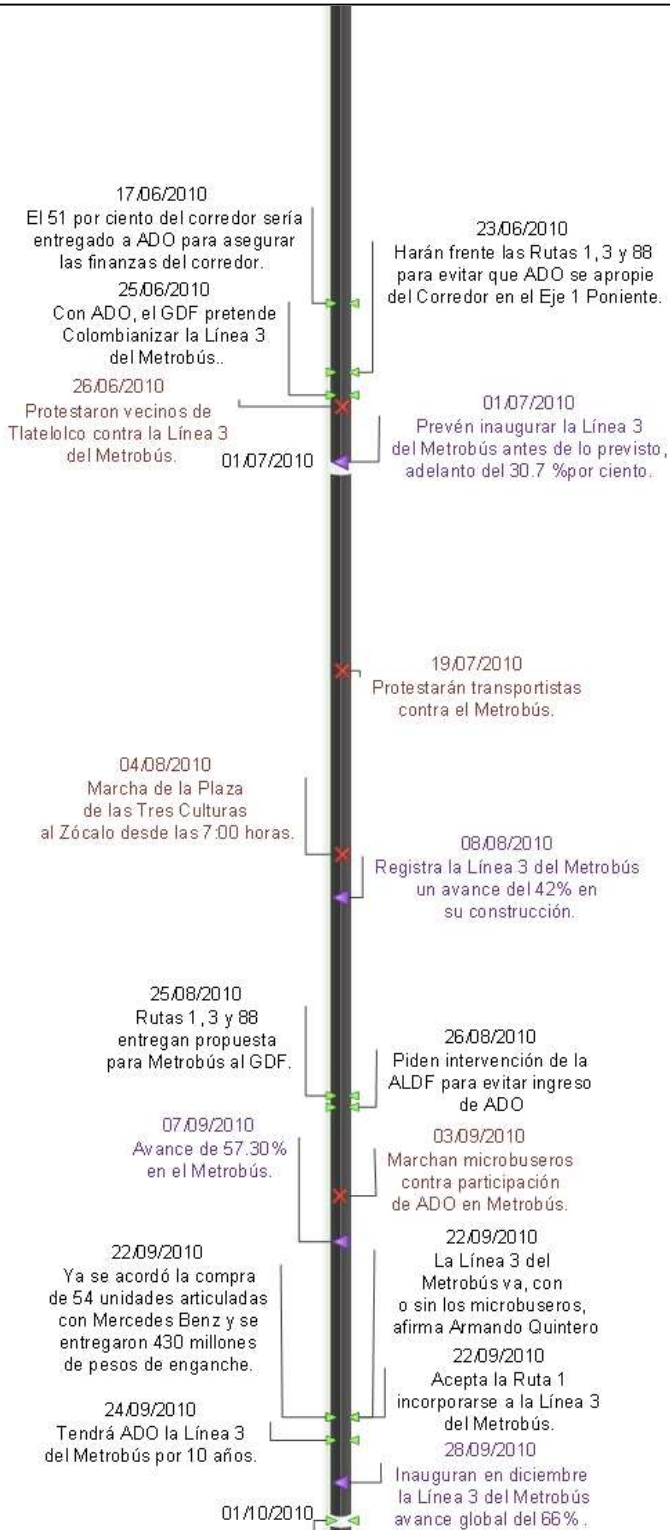 17/06/2010
El 51 por ciento del corredor sería
entregado a ADO para asegurar
las finanzas del corredor.
23/06/2010
Harán frente las Rutas 1, 3 y 88
para evitar que ADO se apropie
del Corredor en el Eje 1 Poniente.
25/06/2010
Con ADO, el GDF pretende
Colombianizar la Línea 3
del Metrobús..
26/06/2010
Protestaron vecinos de
Tlatelolco contra la Línea 3
del Metrobús.
01/07/2010
Prevén inaugurar la Línea 3
del Metrobús antes de lo previsto,
adelanto del 30.7 %por ciento.
01/07/2010
19/07/2010
Protestarán transportistas
contra el Metrobús.
04/08/2010
Marcha de la Plaza
de las Tres Culturas
al Zócalo desde las 7:00 horas.
08/08/2010
Registra la Línea 3 del Metrobús
un avance del 42% en
su construcción.
25/08/2010
Rutas 1, 3 y 88
entregan propuesta
para Metrobús al GDF.
26/08/2010
Piden intervención de la
ALDF para evitar ingreso
de ADO
07/09/2010
Avance de 57.30%
en el Metrobús.
03/09/2010
Marchan microbuseros
contra participación
de ADO en Metrobús.
22/09/2010
Ya se acordó la compra
de 54 unidades articuladas
con Mercedes Benz y se
entregaron 430 millones
de pesos de enganche.
22/09/2010
La Línea 3 del
Metrobús va, con
o sin los microbuseros,
afirma Armando Quintero
22/09/2010
Acepta la Ruta 1
incorporarse a la Línea 3
del Metrobús.
24/09/2010
Tendrá ADO la Línea 3
del Metrobús por 10 años.
28/09/2010
Inauguran en diciembre
la Línea 3 del Metrobús
avance global del 66% .
01/10/2010